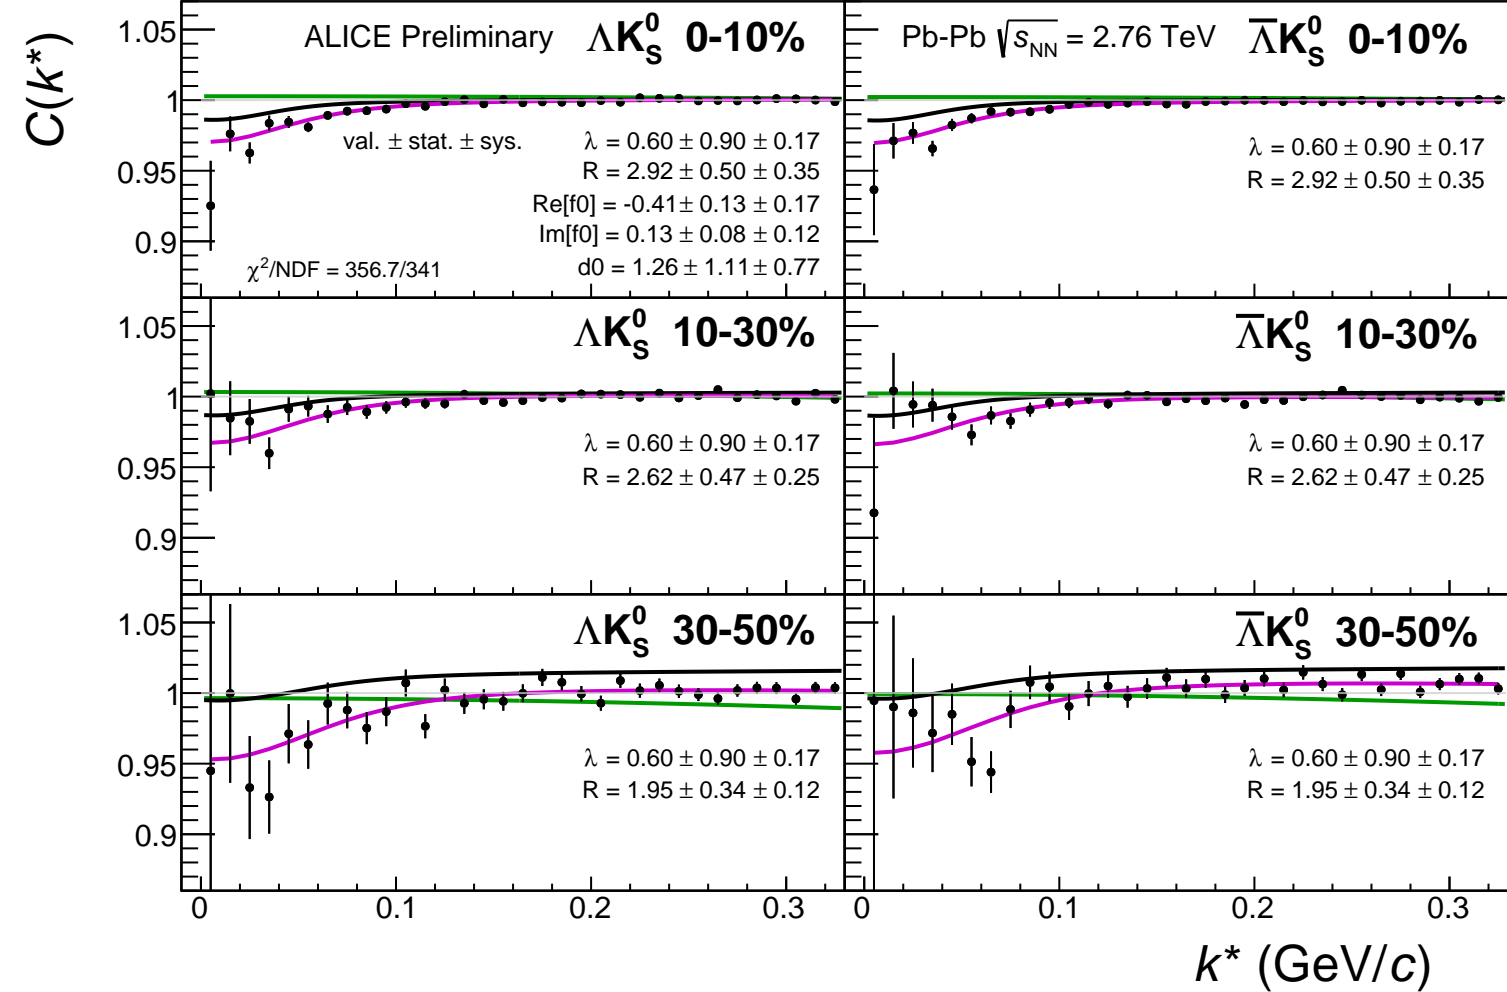 C(k*)
1.05
1
0.95
0.9
ALICE Preliminary ΛK⁰_S 0-10%
val. ± stat. ± sys.
λ = 0.60 ± 0.90 ± 0.17
R = 2.92 ± 0.50 ± 0.35
Re[f0] = -0.41 ± 0.13 ± 0.17
Im[f0] = 0.13 ± 0.08 ± 0.12
χ²/NDF = 356.7/341
d0 = 1.26 ± 1.11 ± 0.77
Pb-Pb √s_NN = 2.76 TeV Λ̅K⁰_S 0-10%
λ = 0.60 ± 0.90 ± 0.17
R = 2.92 ± 0.50 ± 0.35
1.05
1
0.95
0.9
ΛK⁰_S 10-30%
λ = 0.60 ± 0.90 ± 0.17
R = 2.62 ± 0.47 ± 0.25
Λ̅K⁰_S 10-30%
λ = 0.60 ± 0.90 ± 0.17
R = 2.62 ± 0.47 ± 0.25
1.05
1
0.95
0.9
ΛK⁰_S 30-50%
λ = 0.60 ± 0.90 ± 0.17
R = 1.95 ± 0.34 ± 0.12
Λ̅K⁰_S 30-50%
λ = 0.60 ± 0.90 ± 0.17
R = 1.95 ± 0.34 ± 0.12
0 0.1 0.2 0.3
0 0.1 0.2 0.3
k* (GeV/c)